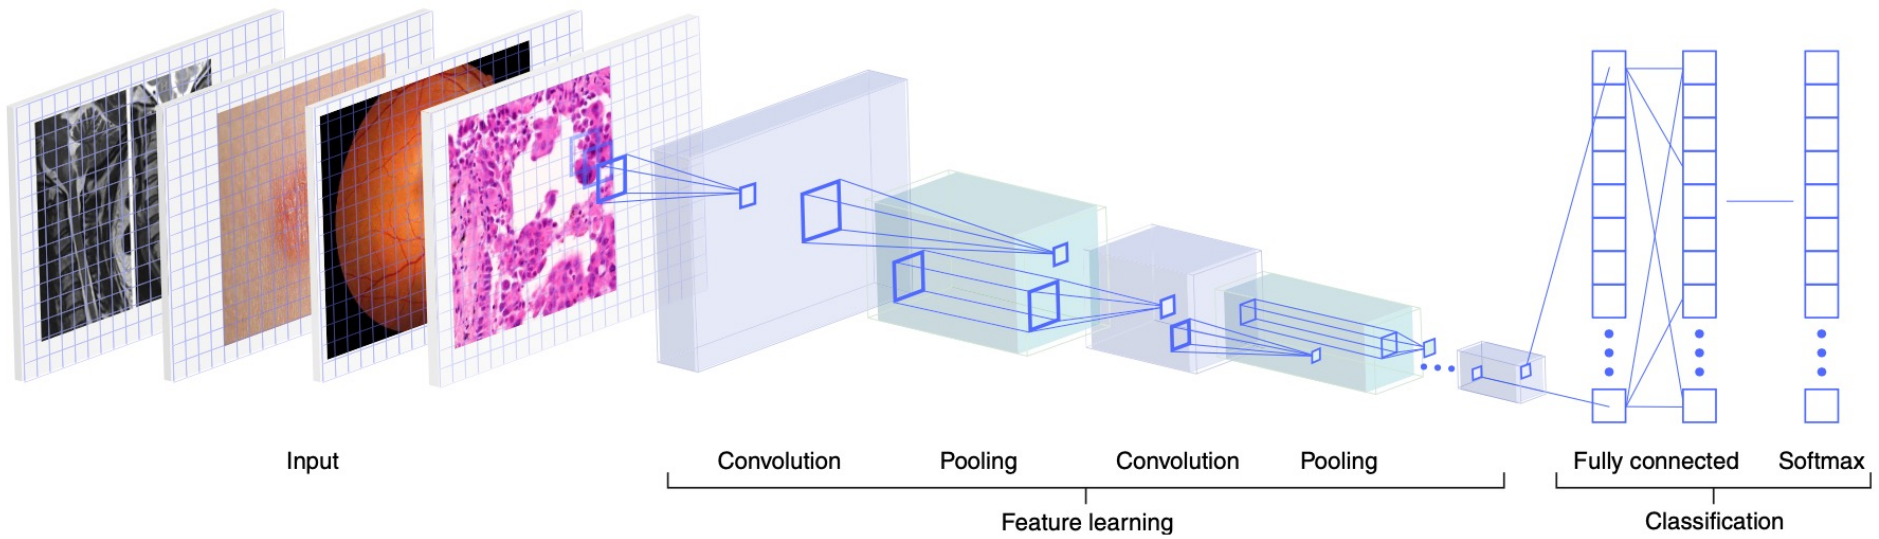 Input
Convolution
Pooling
Convolution
Pooling
Fully connected
Softmax
Feature learning
Classification